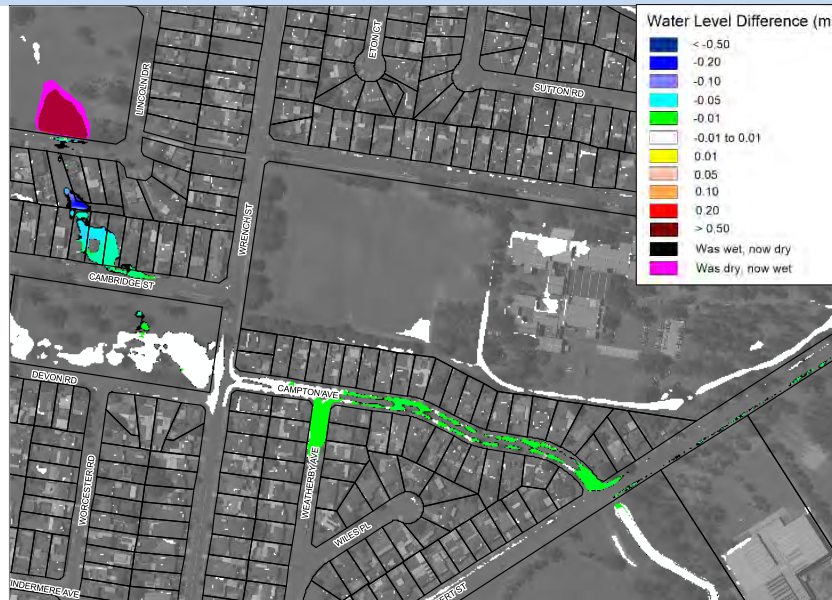 Water Level Difference (m
< -0.50
-0.20
-0.10
-0.05
-0.01
-0.01 to 0.01
0.01
0.05
0.10
0.20
> 0.50
Was wet, now dry
Was dry, now wet
ETON CT
LINCOLN DR
SUTTON RD
WRENCH ST
CAMBRIDGE ST
DEVON RD
CAMPTON AVE
WORCESTER RD
WEATHERBY AVE
WILES PL
INDERMERE AVE
ERT ST